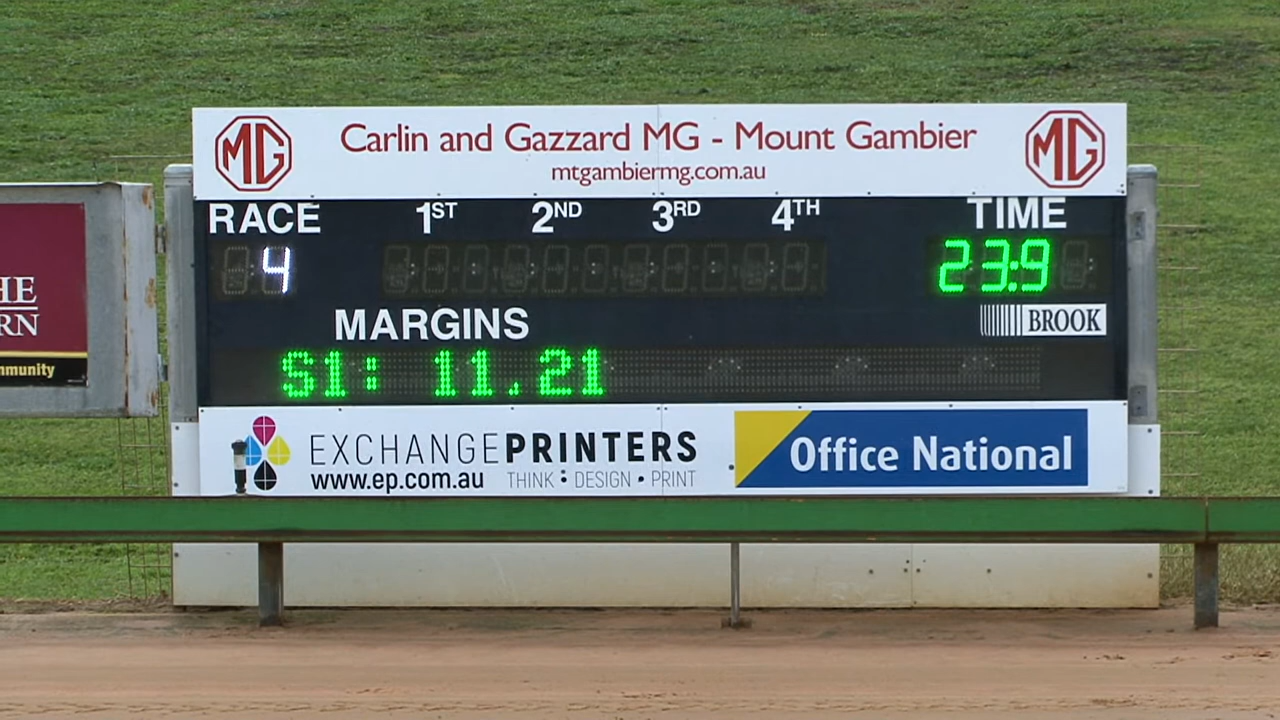 MG Carlin and Gazzard MG - Mount Gambier MG
mtgambiermg.com.au
RACE 1ST 2ND 3RD 4TH TIME
4 23:9
BROOK
MARGINS
S1: 11.21
HE
RN
mmunity
EXCHANGEPRINTERS
www.ep.com.au THINK : DESIGN • PRINT
Office National